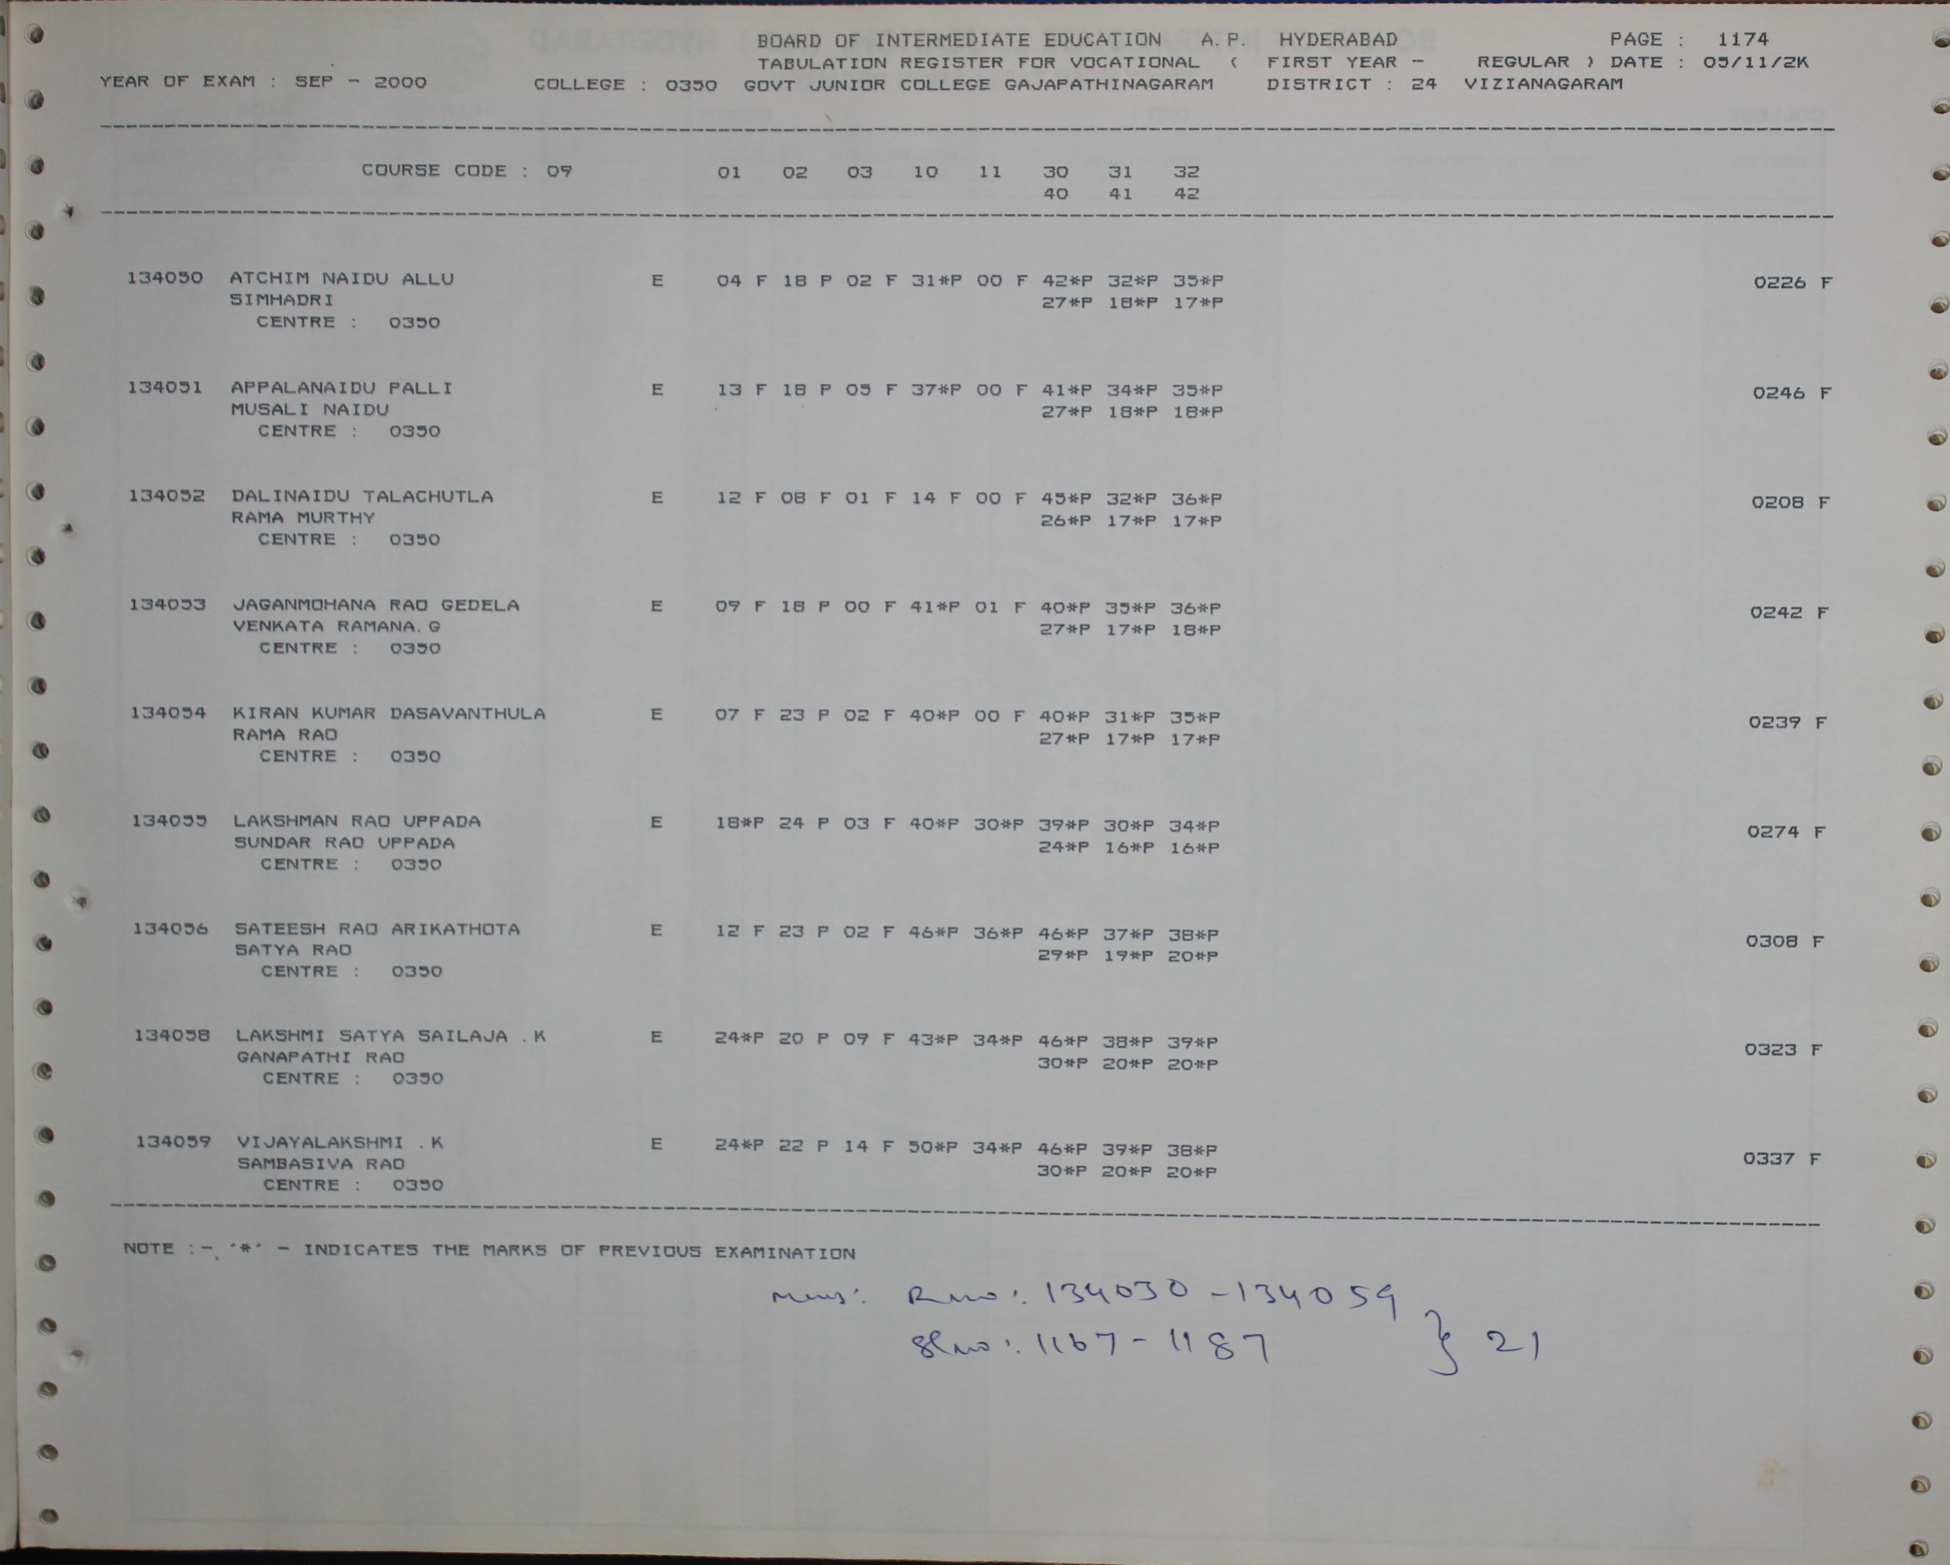 BOARD OF INTERMEDIATE EDUCATION A.P. HYDERABAD PAGE : 1174
TABULATION REGISTER FOR VOCATIONAL ( FIRST YEAR - REGULAR ) DATE : 05/11/2K
YEAR OF EXAM : SEP - 2000 COLLEGE : 0350 GOVT JUNIOR COLLEGE GAJAPATHINAGARAM DISTRICT : 24 VIZIANAGARAM
COURSE CODE : 09 01 02 03 10 11 30 31 32
40 41 42
134050 ATCHIM NAIDU ALLU E 04 F 18 P 02 F 31*P 00 F 42*P 32*P 35*P 0226 F
SIMHADRI 27*P 18*P 17*P
CENTRE : 0350
134051 APPALANAIDU PALLI E 13 F 18 P 05 F 37*P 00 F 41*P 34*P 35*P 0246 F
MUSALI NAIDU 27*P 18*P 18*P
CENTRE : 0350
134052 DALINAIDU TALACHUTLA E 12 F 08 F 01 F 14 F 00 F 45*P 32*P 36*P 0208 F
RAMA MURTHY 26*P 17*P 17*P
CENTRE : 0350
134053 JAGANMOHANA RAO GEDELA E 09 F 18 P 00 F 41*P 01 F 40*P 35*P 36*P 0242 F
VENKATA RAMANA.G 27*P 17*P 18*P
CENTRE : 0350
134054 KIRAN KUMAR DASAVANTHULA E 07 F 23 P 02 F 40*P 00 F 40*P 31*P 35*P 0239 F
RAMA RAO 27*P 17*P 17*P
CENTRE : 0350
134055 LAKSHMAN RAO UPPADA E 18*P 24 P 03 F 40*P 30*P 39*P 30*P 34*P 0274 F
SUNDAR RAO UPPADA 24*P 16*P 16*P
CENTRE : 0350
134056 SATEESH RAO ARIKATHOTA E 12 F 23 P 02 F 46*P 36*P 46*P 37*P 38*P 0308 F
SATYA RAO 29*P 19*P 20*P
CENTRE : 0350
134058 LAKSHMI SATYA SAILAJA .K E 24*P 20 P 09 F 43*P 34*P 46*P 38*P 39*P 0323 F
GANAPATHI RAO 30*P 20*P 20*P
CENTRE : 0350
134059 VIJAYALAKSHMI .K E 24*P 22 P 14 F 50*P 34*P 46*P 39*P 38*P 0337 F
SAMBASIVA RAO 30*P 20*P 20*P
CENTRE : 0350
NOTE :- '*' - INDICATES THE MARKS OF PREVIOUS EXAMINATION
Rno: 134030 - 134059
Slno: 1167 - 1187 } 21